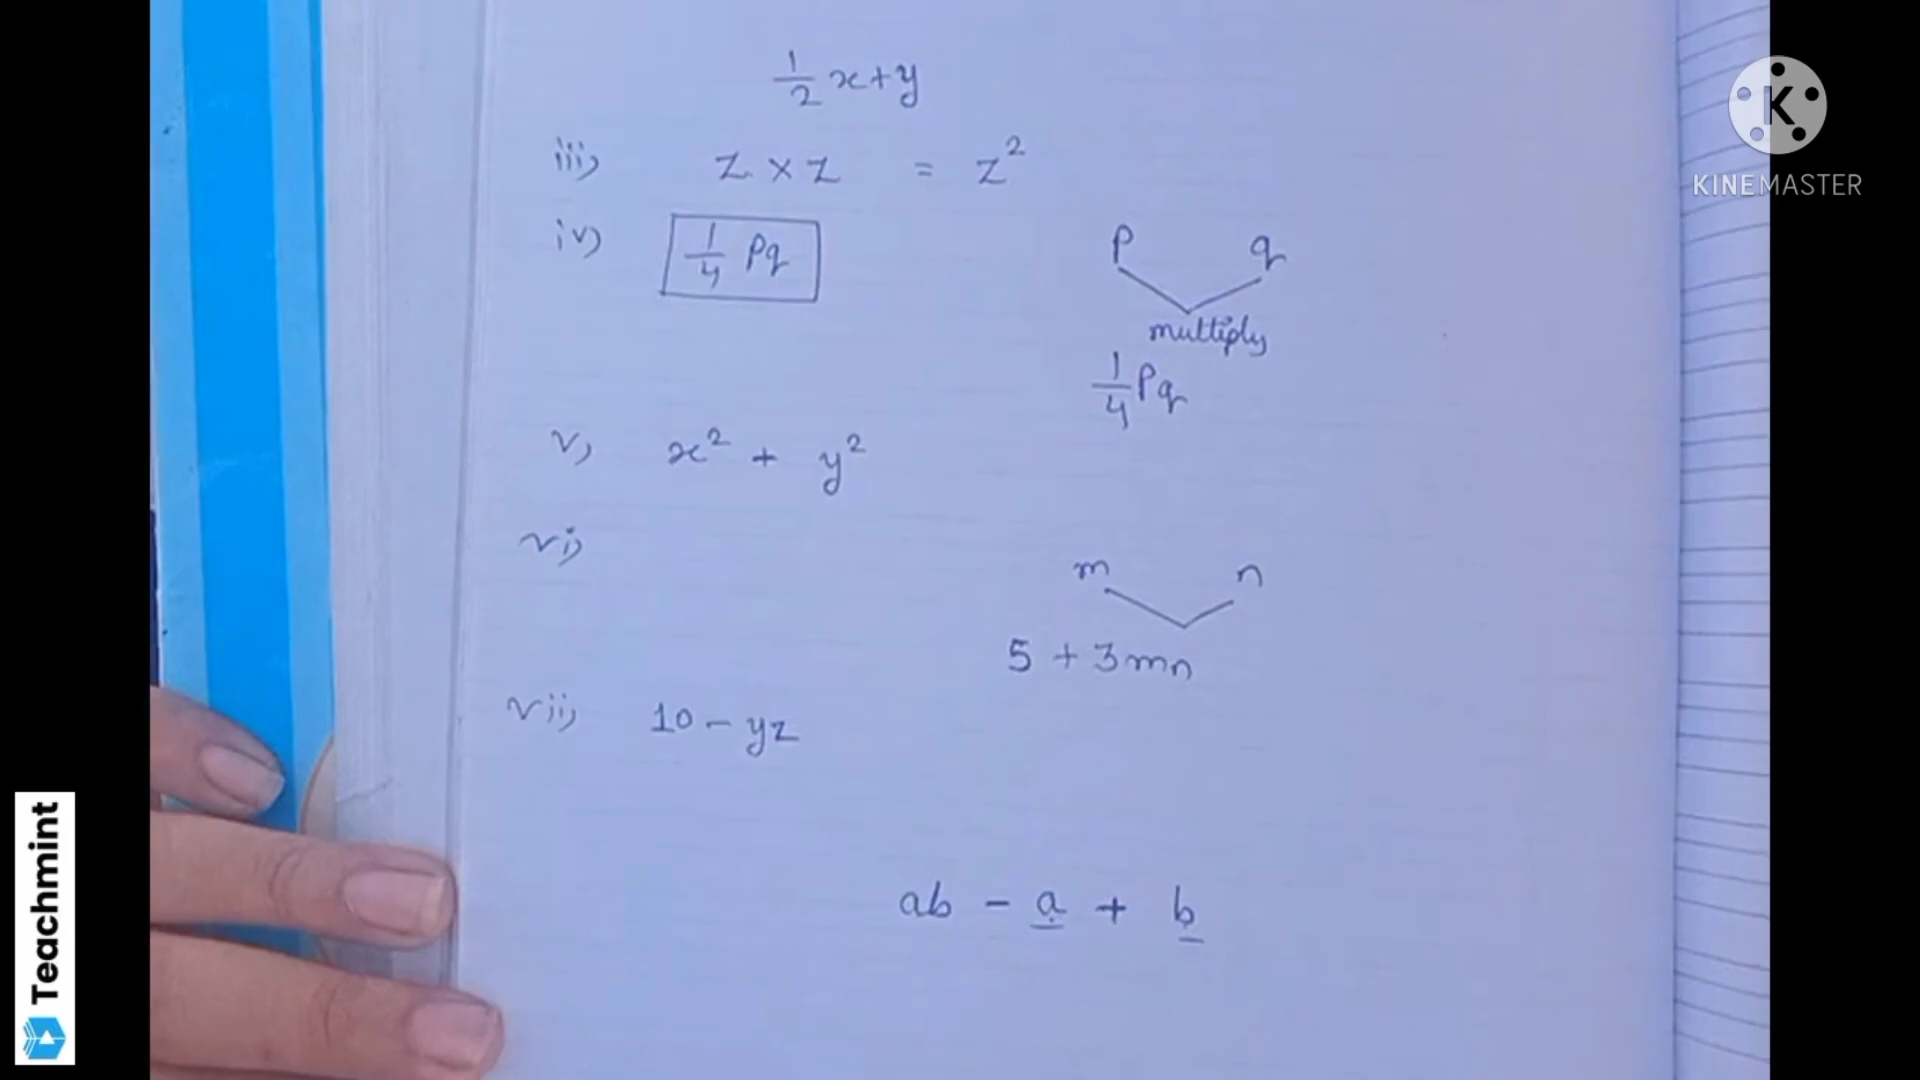 1/2 x+y
iii) z × z = z²
iv) 1/4 Pq
P q
multiply
1/4 Pq
v) x² + y²
vi)
m n
5 + 3mn
vii) 10 - yz
ab - a + b
KINEMASTER
Teachmint